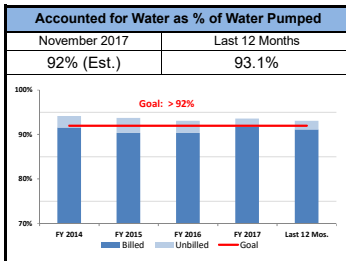 Accounted for Water as % of Water Pumped
November 2017 Last 12 Months
92% (Est.) 93.1%
100%
Goal: > 92%
90%
80%
70%
FY 2014 FY 2015 FY 2016 FY 2017 Last 12 Mos.
Billed Unbilled Goal